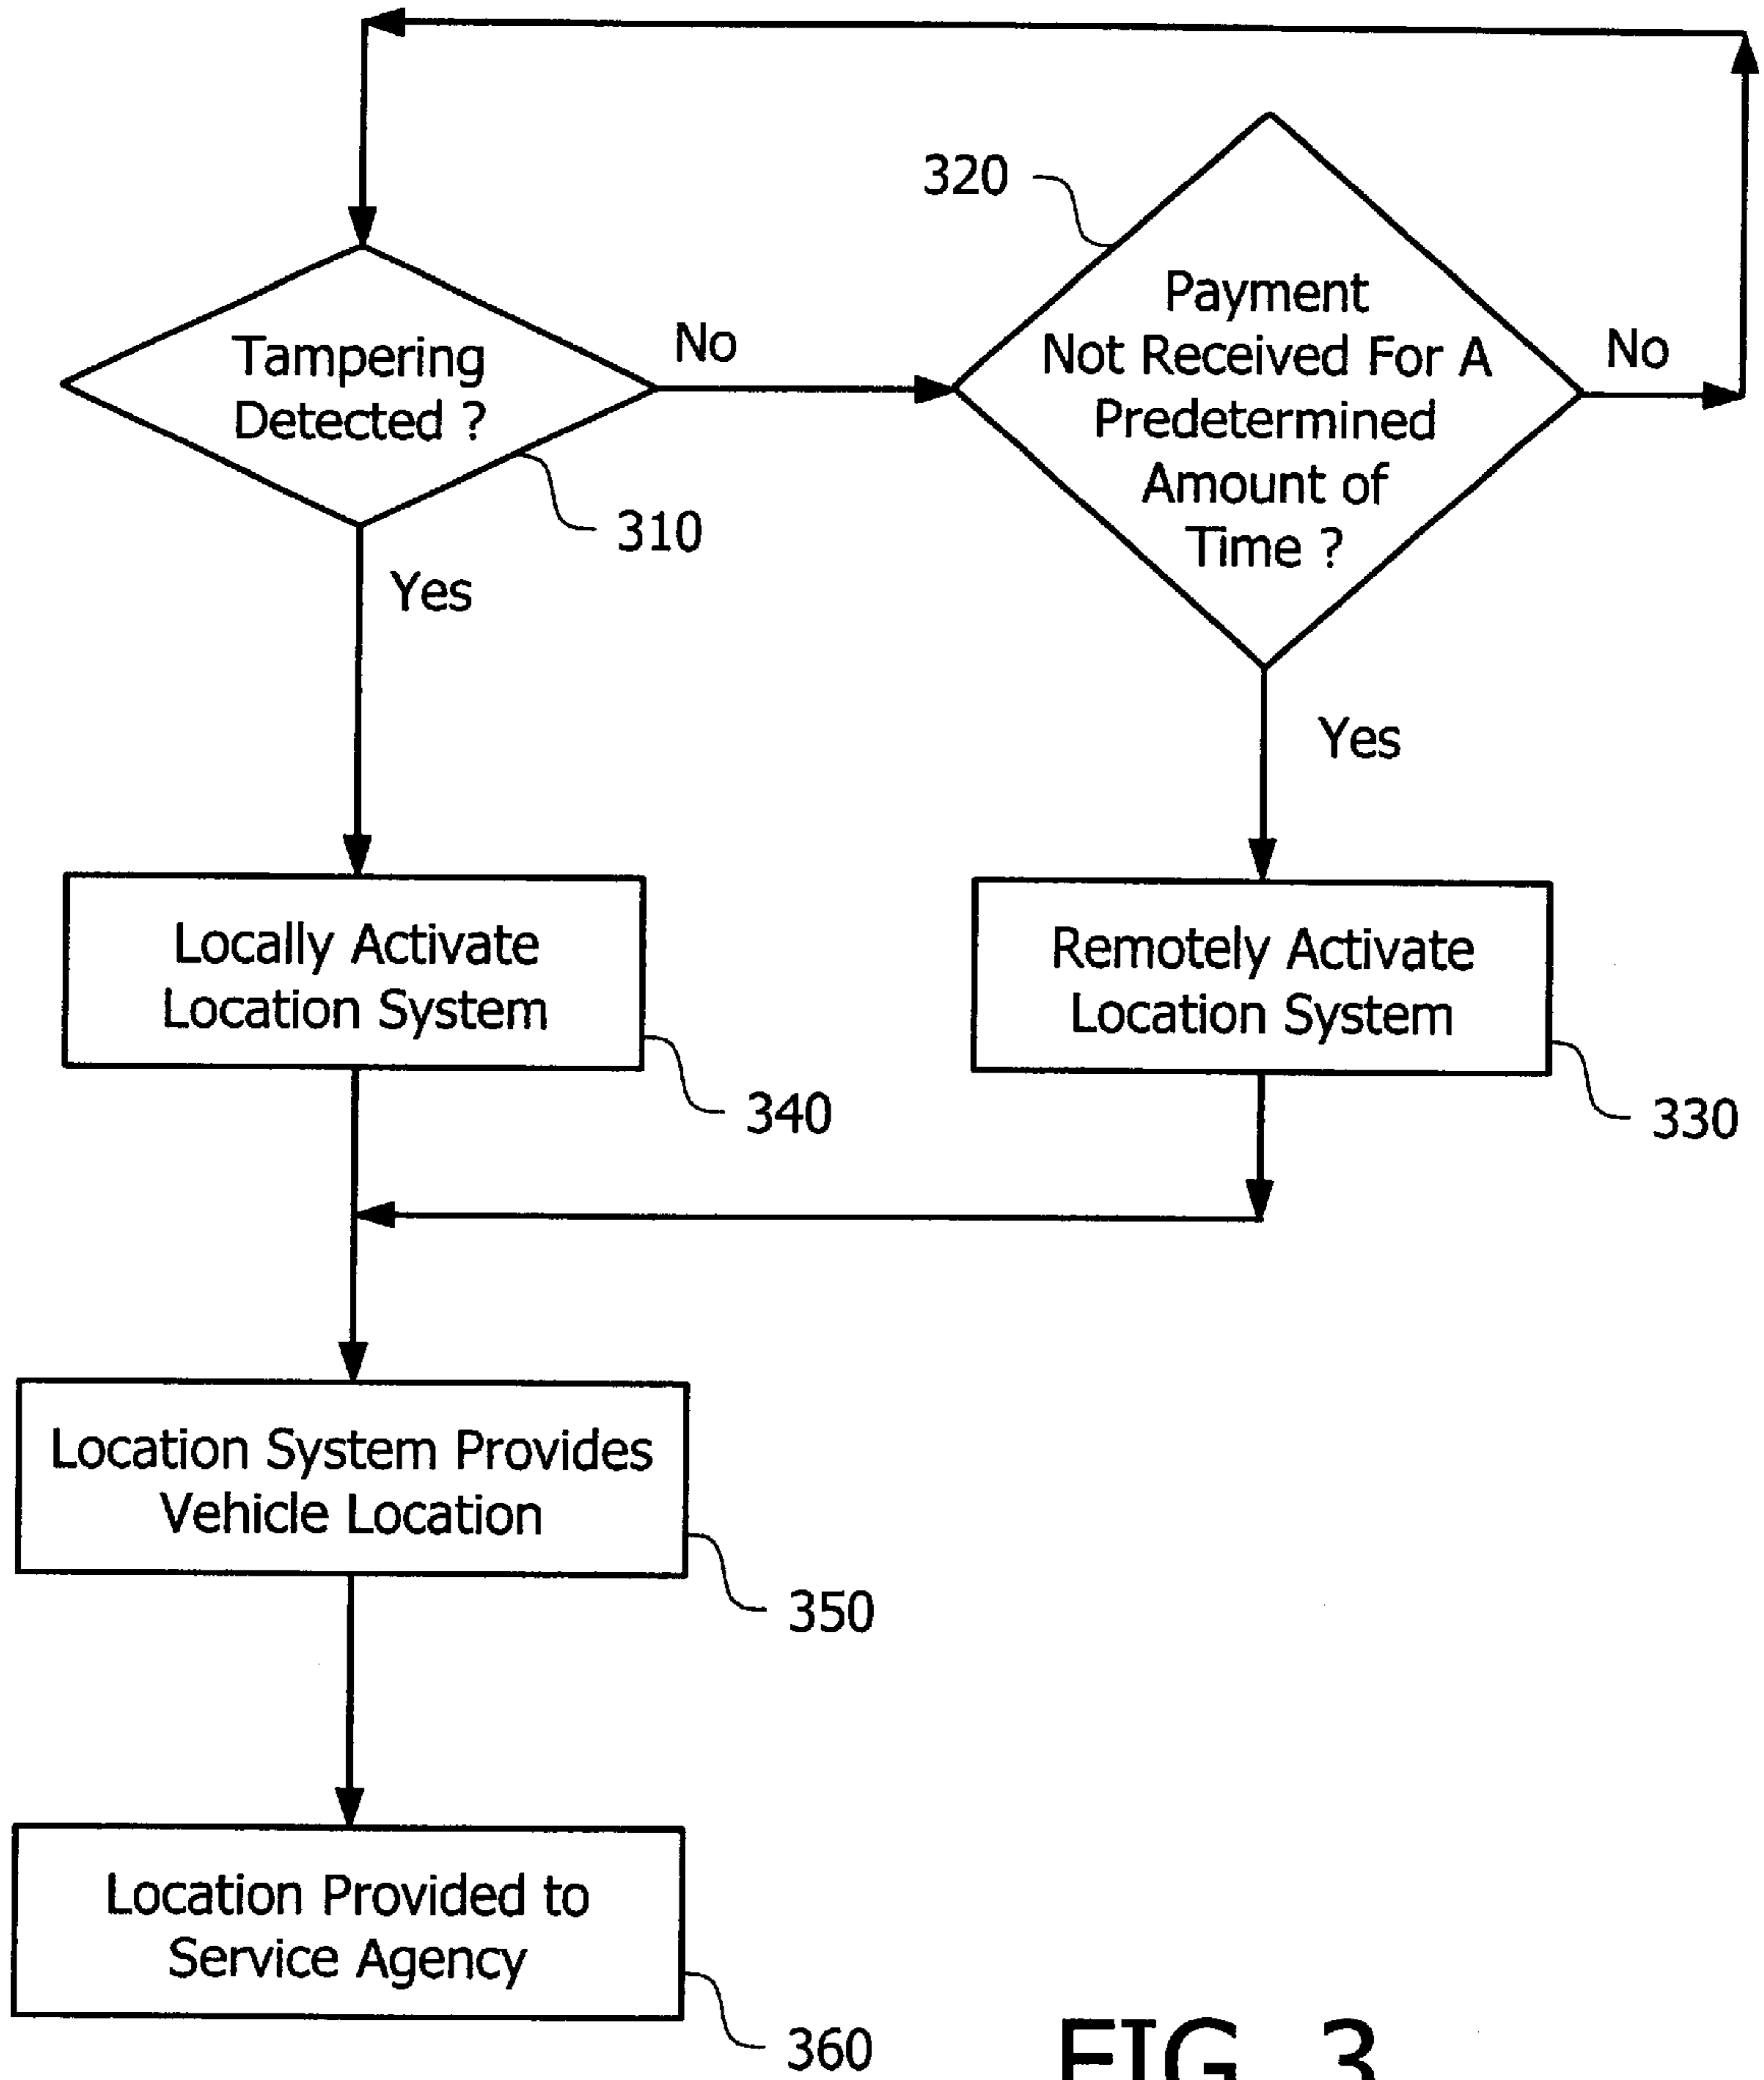 320
Payment
Not Received For A
Predetermined
Amount of
Time ?
No
No
Tampering
Detected ?
310
Yes
Yes
Locally Activate
Location System
340
Remotely Activate
Location System
330
Location System Provides
Vehicle Location
350
Location Provided to
Service Agency
360
FIG. 3